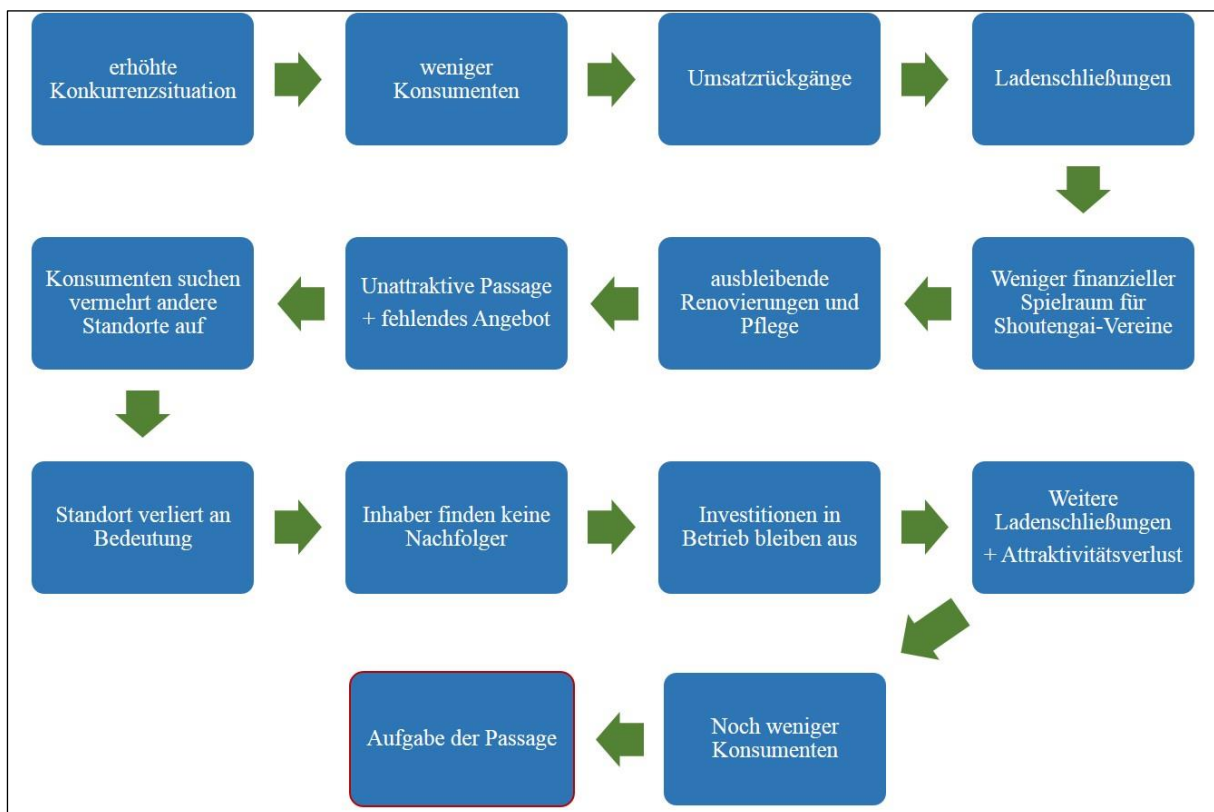 erhöhte
Konkurrenzsituation
weniger
Konsumenten
Umsatzrückgänge
Ladenschließungen
Weniger finanzieller
Spielraum für
Shoutengai-Vereine
ausbleibende
Renovierungen und
Pflege
Unattraktive Passage
+ fehlendes Angebot
Konsumenten suchen
vermehrt andere
Standorte auf
Standort verliert an
Bedeutung
Inhaber finden keine
Nachfolger
Investitionen in
Betrieb bleiben aus
Weitere
Ladenschließungen
+ Attraktivitätsverlust
Noch weniger
Konsumenten
Aufgabe der Passage